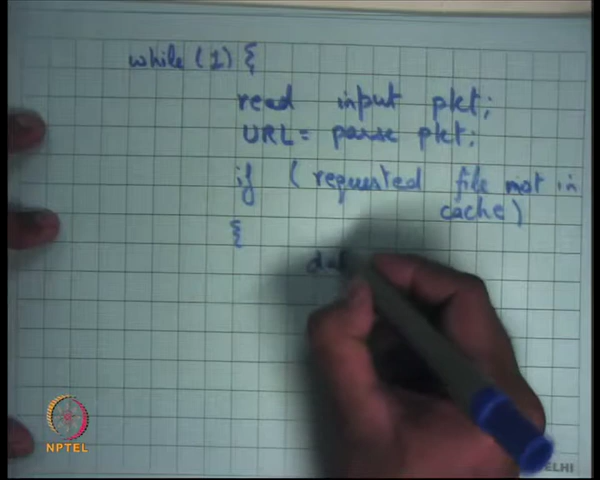 while (1) {
read input pkt;
URL = parse pkt;
if (requested file not in
cache)
{
NPTEL